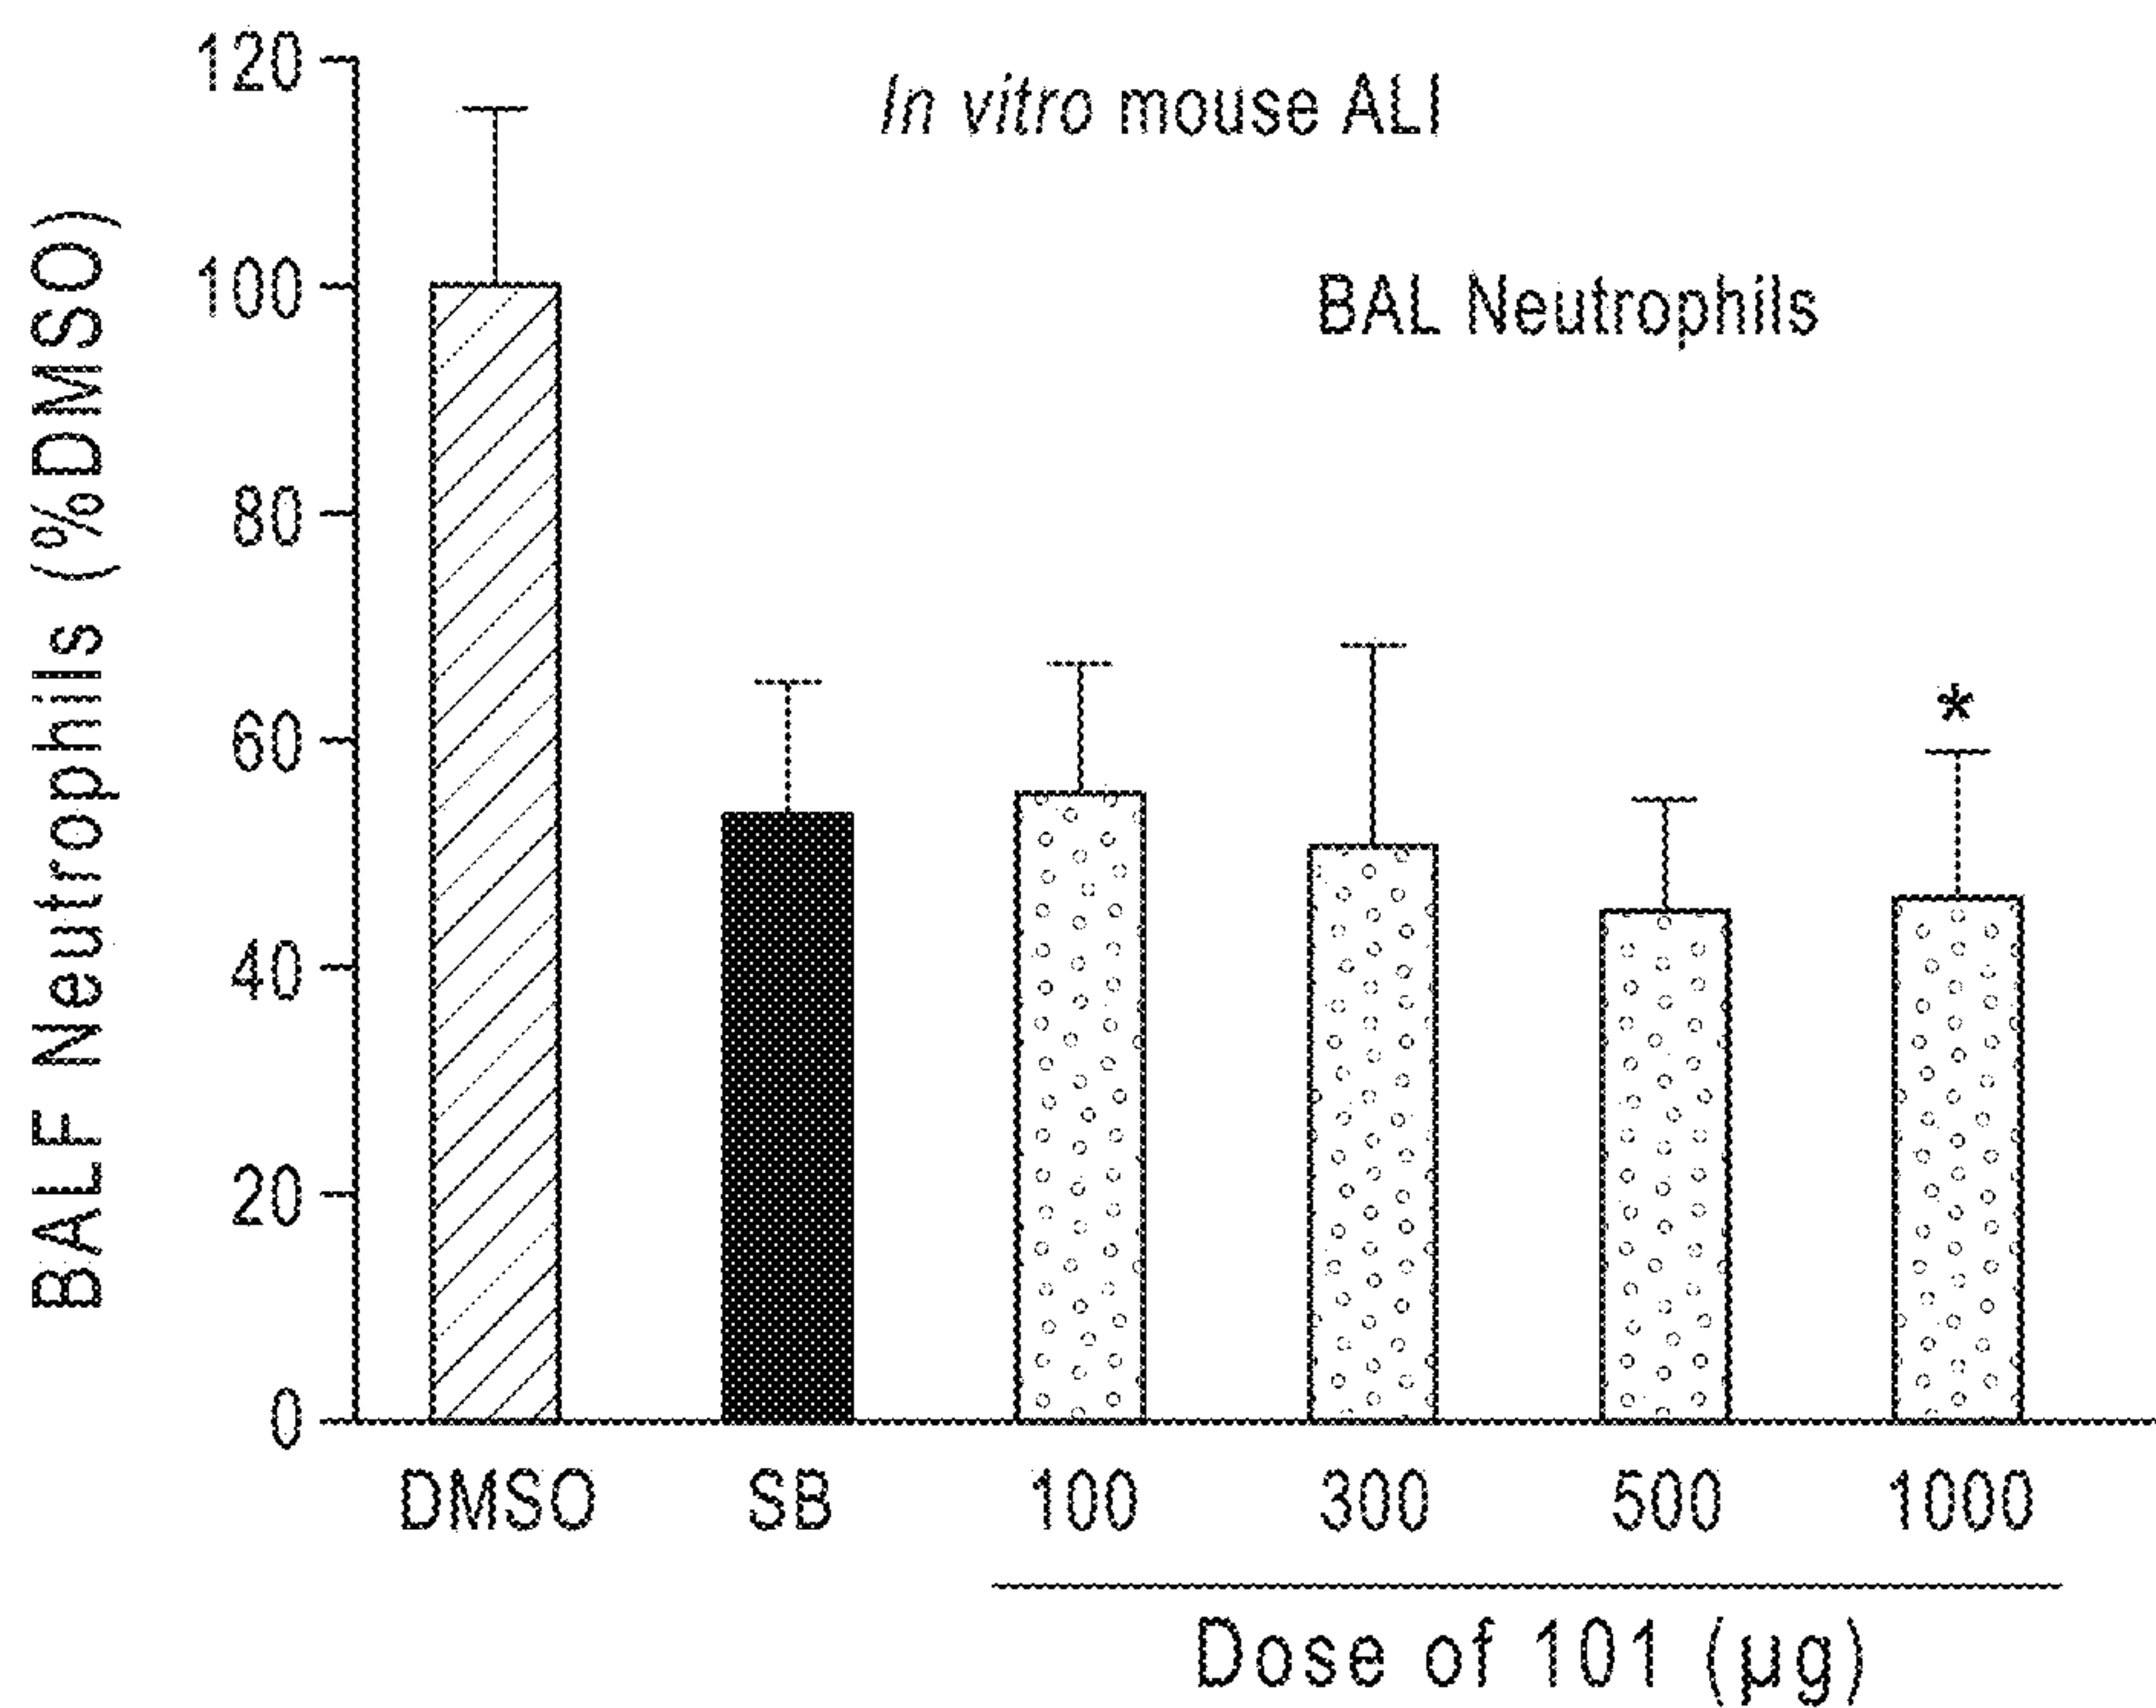 In vitro mouse ALI
BAL Neutrophils
BALF Neutrophils (%DMSO)
120
100
80
60
40
20
0
*
DMSO SB 100 300 500 1000
Dose of 101 (µg)